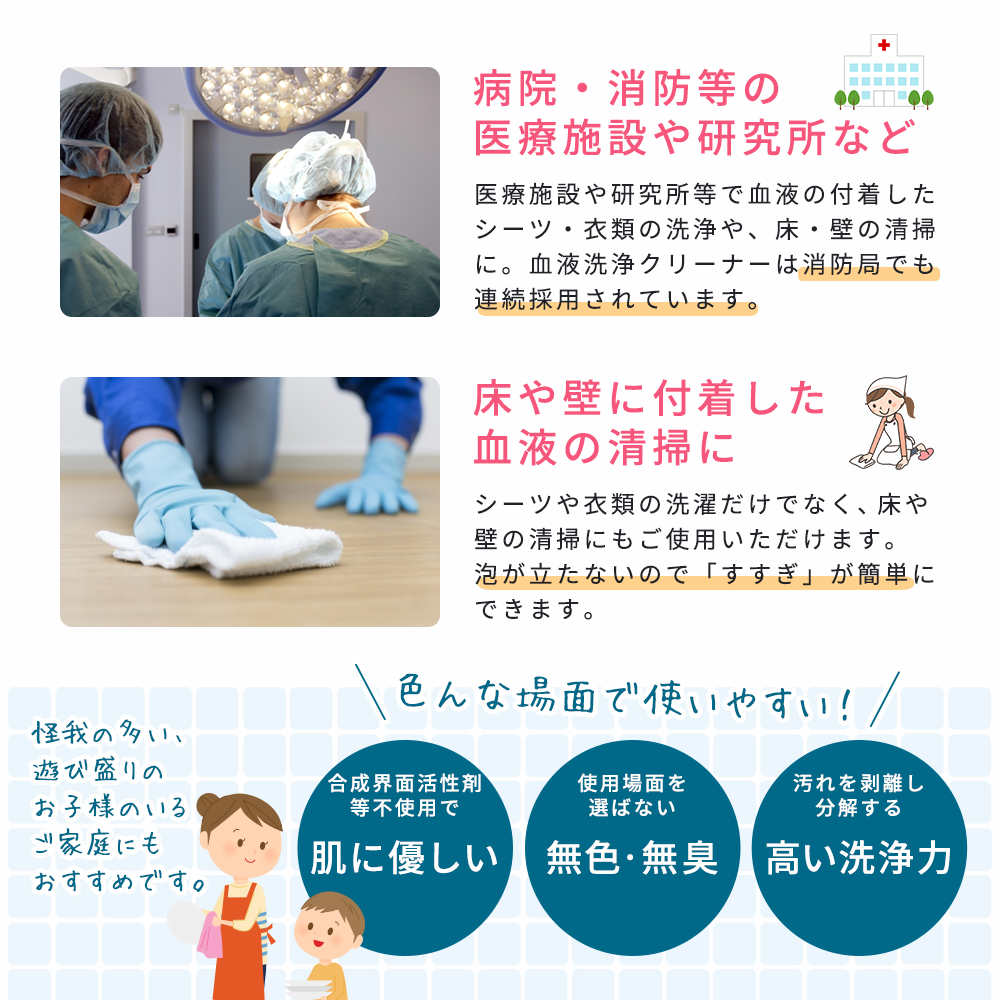 病院・消防等の
医療施設や研究所など
医療施設や研究所等で血液の付着した
シーツ・衣類の洗浄や、床・壁の清掃
に。血液洗浄クリーナーは消防局でも
連続採用されています。
床や壁に付着した
血液の清掃に
シーツや衣類の洗濯だけでなく、床や
壁の清掃にもご使用いただけます。
泡が立たないので「すすぎ」が簡単に
できます。
色んな場面で使いやすい!
怪我の多い、
遊び盛りの
お子様のいる
ご家庭にも
おすすめです。
合成界面活性剤
等不使用で
肌に優しい
使用場面を
選ばない
無色・無臭
汚れを剥離し
分解する
高い洗浄力